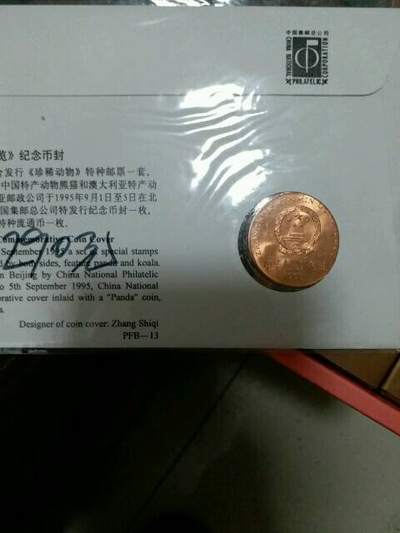 中国集邮总公司
CHINA NATIONAL
PHILATELIC
CORPORATION
览》纪念币封
发行《珍稀动物》特种邮票一套，
中国特产动物熊猫和澳大利亚特产动
亚邮政公司于1995年9月1日至5日在北
国集邮总公司特发行纪念币封一枚，
特种流通币一枚。
Commemorative Coin Cover
September 1995 a set of special stamps
by both sides, feature panda and koala.
in Beijing by China National Philatelic
to 5th September 1995, China National
orative cover inlaid with a "Panda" coin,
Designer of coin cover: Zhang Shiqi
PFB—13